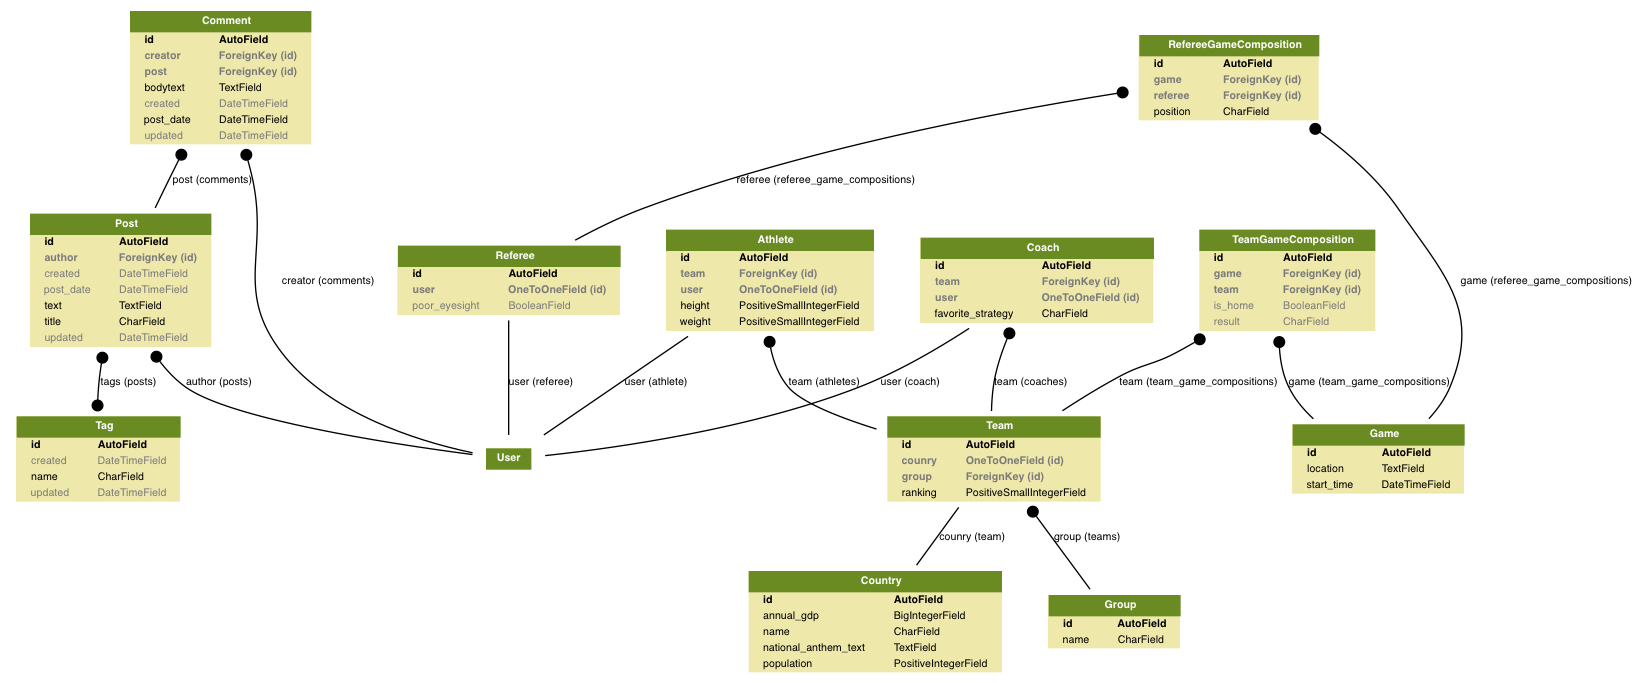 Comment
id AutoField
creator ForeignKey (id)
post ForeignKey (id)
bodytext TextField
created DateTimeField
post_date DateTimeField
updated DateTimeField
RefereeGameComposition
id AutoField
game ForeignKey (id)
referee ForeignKey (id)
position CharField
post (comments)
referee (referee_game_compositions)
Post
id AutoField
author ForeignKey (id)
created DateTimeField
post_date DateTimeField
text TextField
title CharField
updated DateTimeField
creator (comments)
Referee
id AutoField
user OneToOneField (id)
poor_eyesight BooleanField
Athlete
id AutoField
team ForeignKey (id)
user OneToOneField (id)
height PositiveSmallIntegerField
weight PositiveSmallIntegerField
Coach
id AutoField
team ForeignKey (id)
user OneToOneField (id)
favorite_strategy CharField
TeamGameComposition
id AutoField
game ForeignKey (id)
team ForeignKey (id)
is_home BooleanField
result CharField
game (referee_game_compositions)
tags (posts)
author (posts)
user (referee)
user (athlete)
team (athletes)
user (coach)
team (coaches)
team (team_game_compositions)
game (team_game_compositions)
Tag
id AutoField
created DateTimeField
name CharField
updated DateTimeField
User
Team
id AutoField
counry OneToOneField (id)
group ForeignKey (id)
ranking PositiveSmallIntegerField
Game
id AutoField
location TextField
start_time DateTimeField
counry (team)
group (teams)
Country
id AutoField
annual_gdp BigIntegerField
name CharField
national_anthem_text TextField
population PositiveIntegerField
Group
id AutoField
name CharField